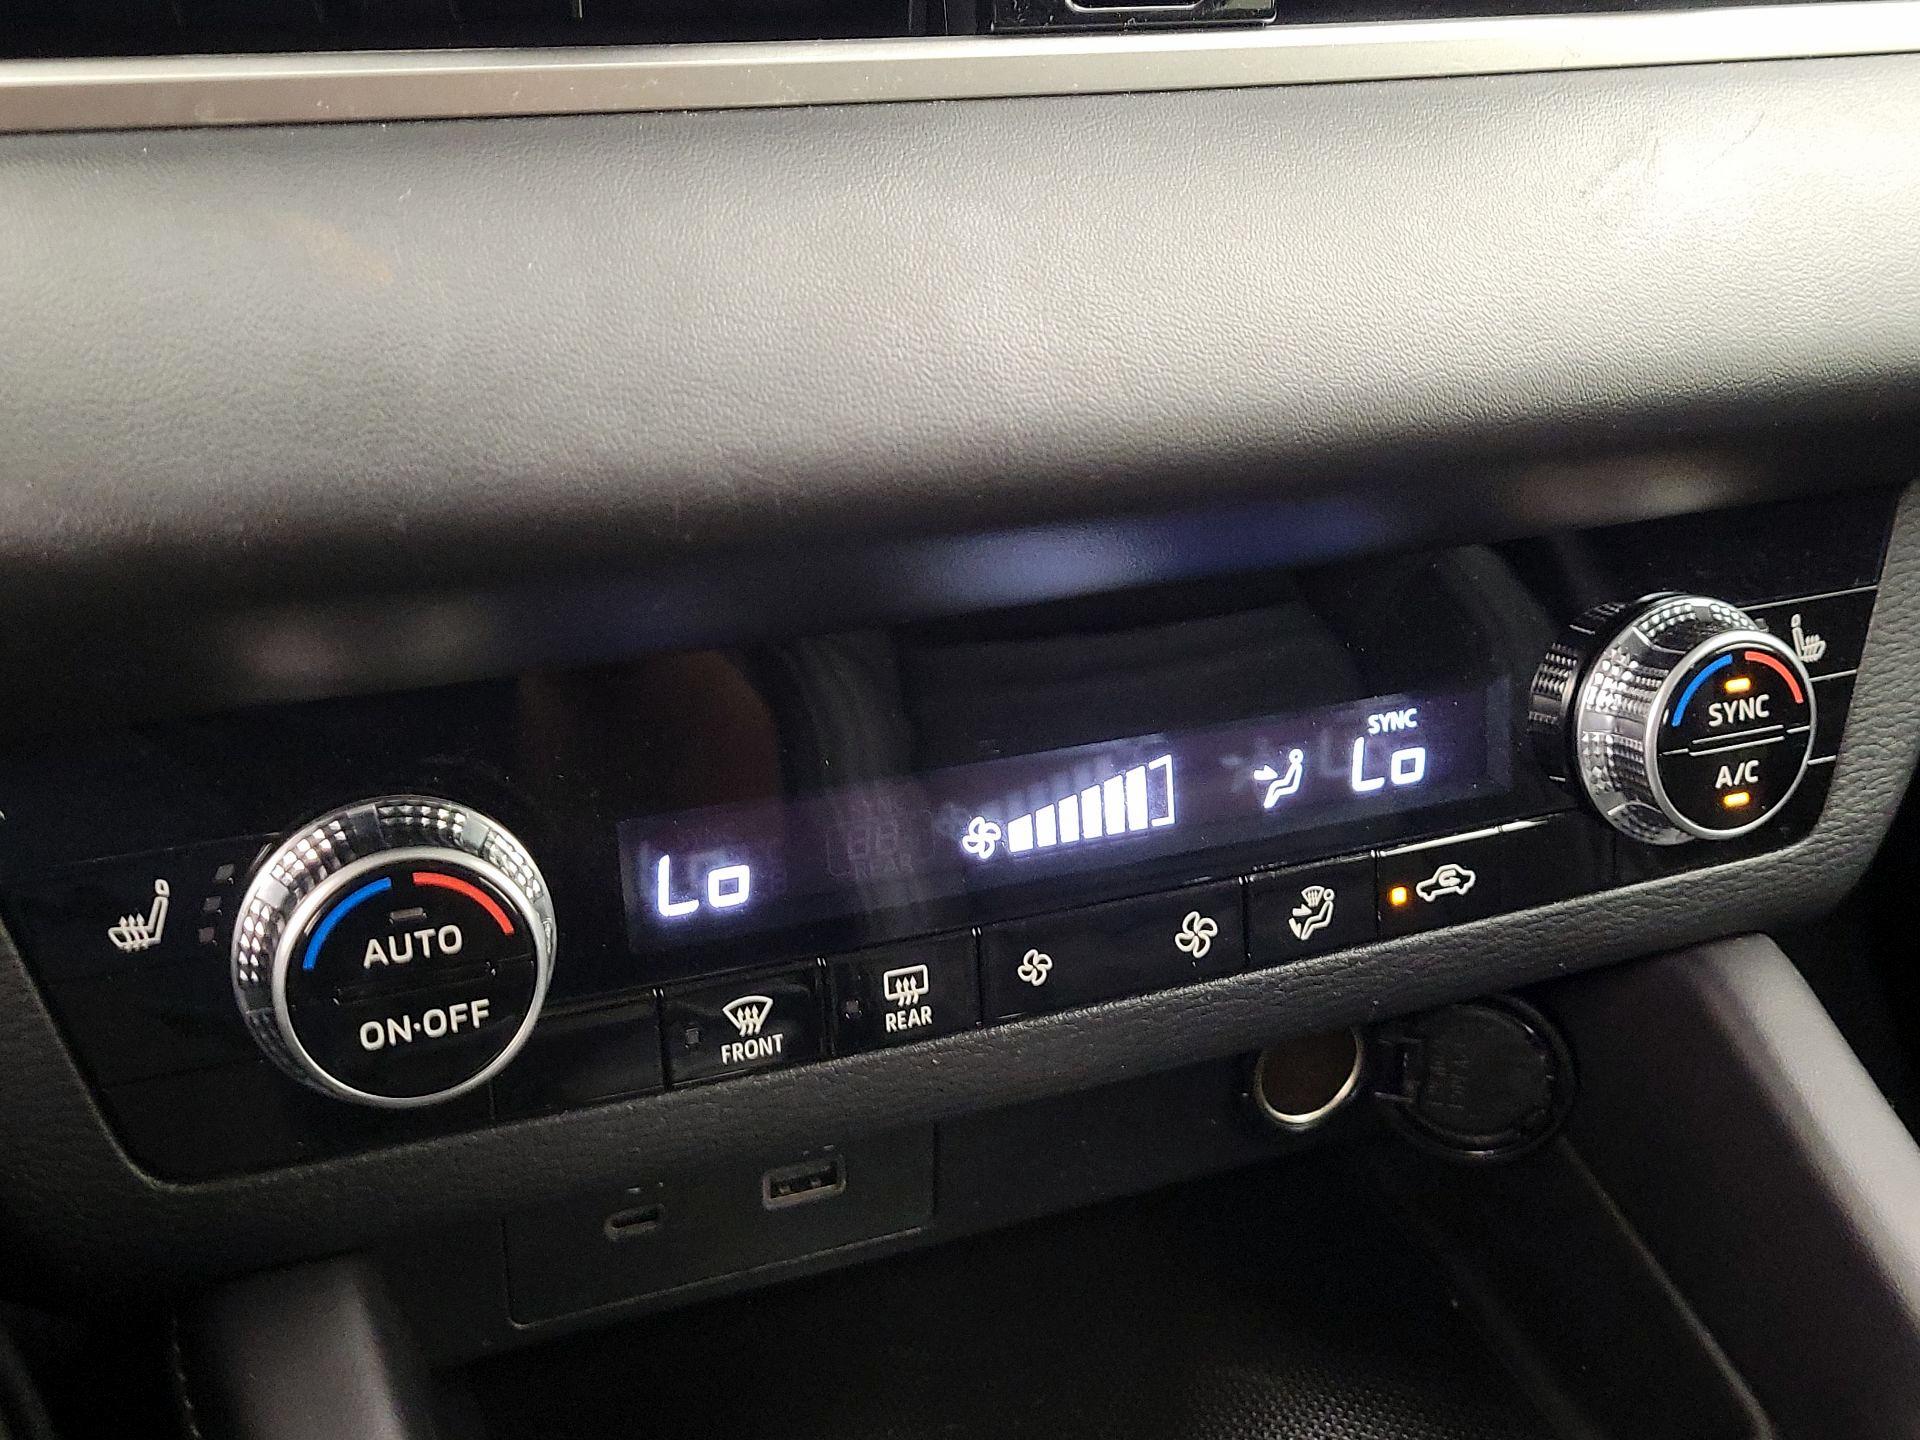 SYNC
Lo
Lo
SYNC
A/C
AUTO
ON·OFF
FRONT
REAR